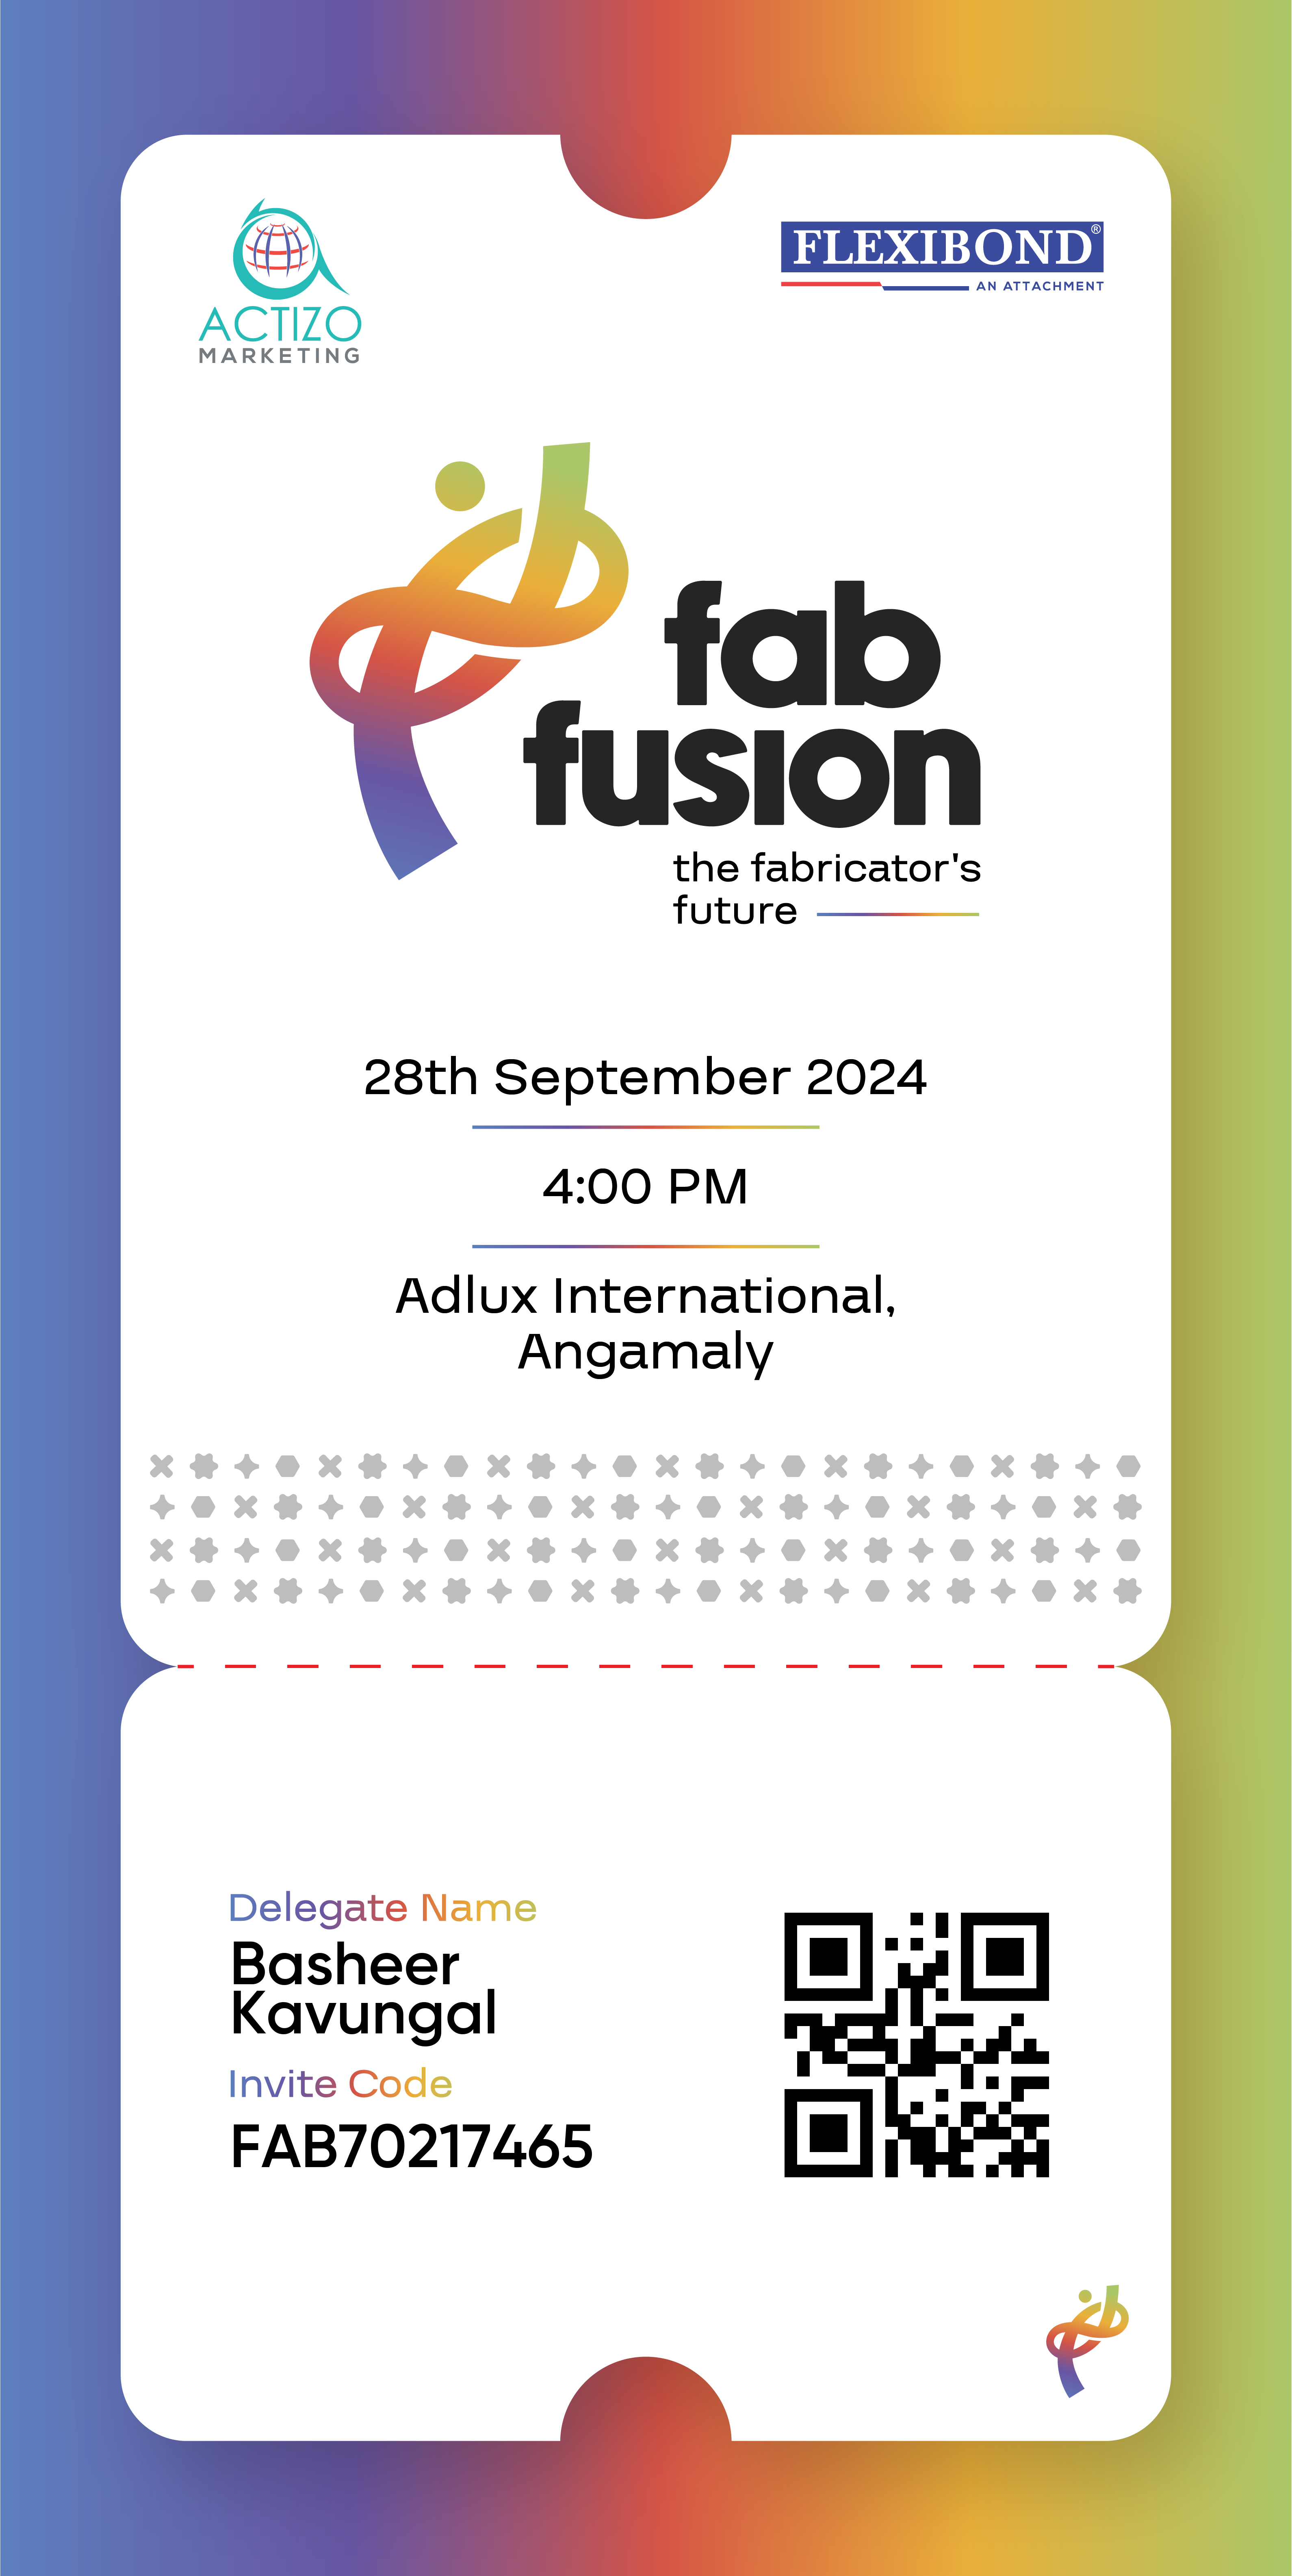 ACTIZO
MARKETING
FLEXIBOND®
AN ATTACHMENT
fab
fusıon
the fabricator's
future
28th September 2024
4:00 PM
Adlux International,
Angamaly
Delegate Name
Basheer
Kavungal
Invite Code
FAB70217465